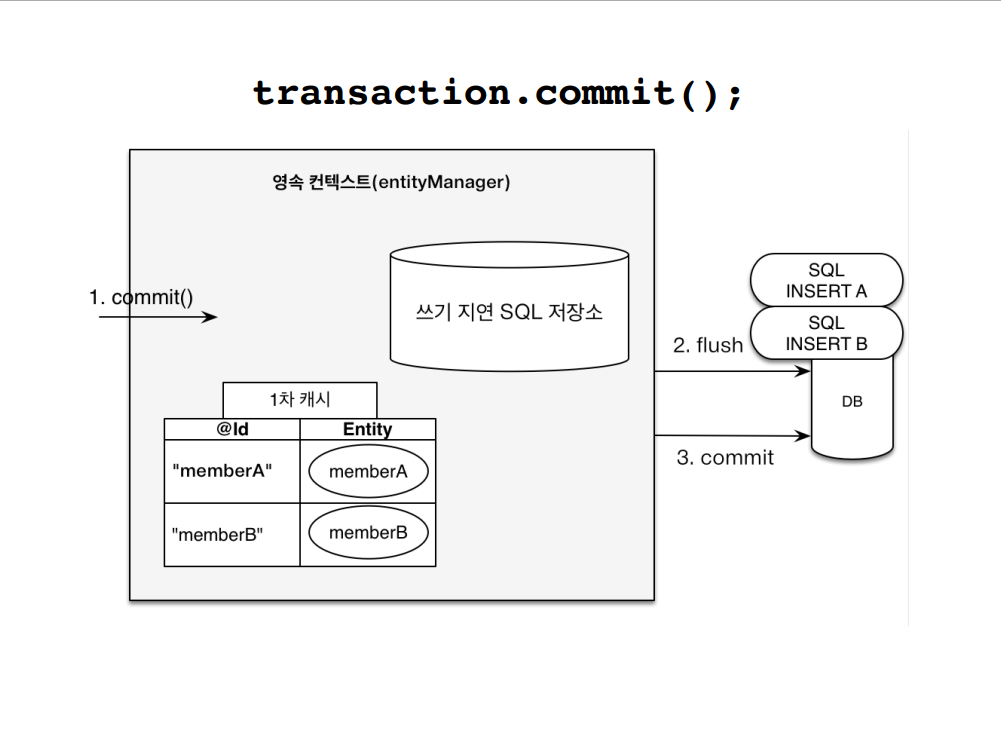 transaction.commit();
영속 컨텍스트(entityManager)
1. commit()
쓰기 지연 SQL 저장소
SQL
INSERT A
SQL
INSERT B
2. flush
DB
3. commit
1차 캐시
@Id Entity
"memberA" memberA
"memberB" memberB